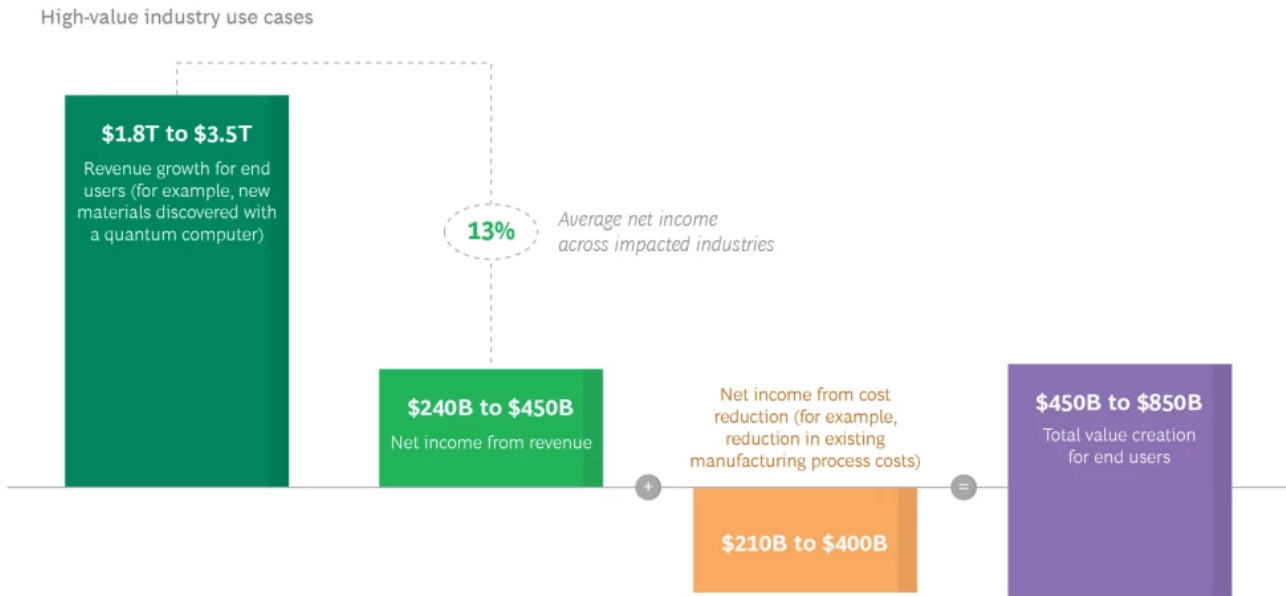 High-value industry use cases
$1.8T to $3.5T
Revenue growth for end
users (for example, new
materials discovered with
a quantum computer)
13%
Average net income
across impacted industries
$240B to $450B
Net income from revenue
+
Net income from cost
reduction (for example,
reduction in existing
manufacturing process costs)
$210B to $400B
=
$450B to $850B
Total value creation
for end users